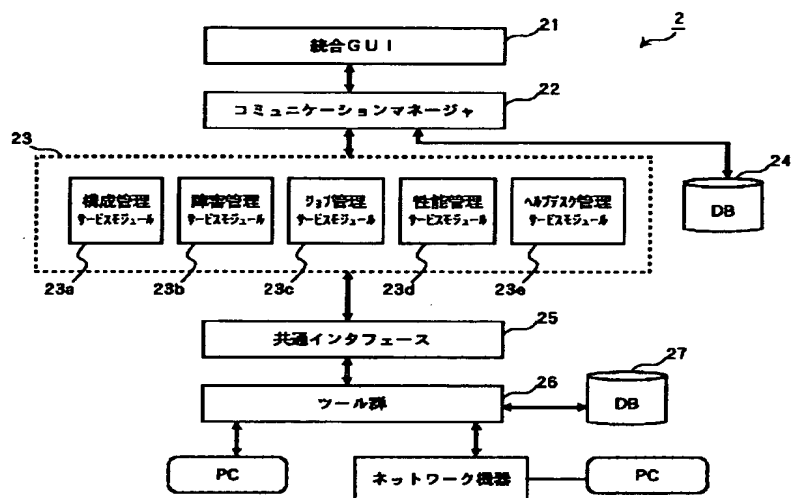 2
21
統合GUI
22
コミュニケーションマネージャ
23
24
DB
構成管理
サービスモジュール
障害管理
サービスモジュール
ジョブ管理
サービスモジュール
性能管理
サービスモジュール
ヘルプデスク管理
サービスモジュール
23a
23b
23c
23d
23e
25
共通インタフェース
26
ツール群
27
DB
PC
ネットワーク機器
PC